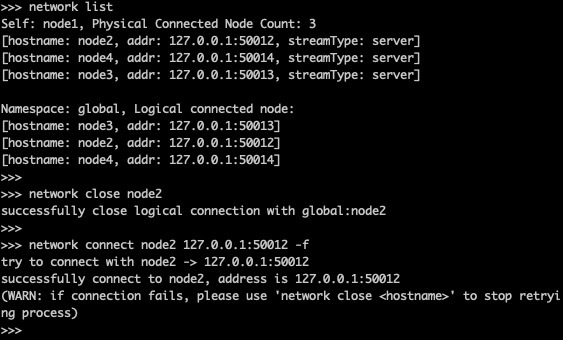 >>> network list
Self: node1, Physical Connected Node Count: 3
[hostname: node2, addr: 127.0.0.1:50012, streamType: server]
[hostname: node4, addr: 127.0.0.1:50014, streamType: server]
[hostname: node3, addr: 127.0.0.1:50013, streamType: server]
Namespace: global, Logical connected node:
[hostname: node3, addr: 127.0.0.1:50013]
[hostname: node2, addr: 127.0.0.1:50012]
[hostname: node4, addr: 127.0.0.1:50014]
>>>
>>> network close node2
successfully close logical connection with global:node2
>>>
>>> network connect node2 127.0.0.1:50012 -f
try to connect with node2 -> 127.0.0.1:50012
successfully connect to node2, address is 127.0.0.1:50012
(WARN: if connection fails, please use 'network close <hostname>' to stop retryi
ng process)
>>>